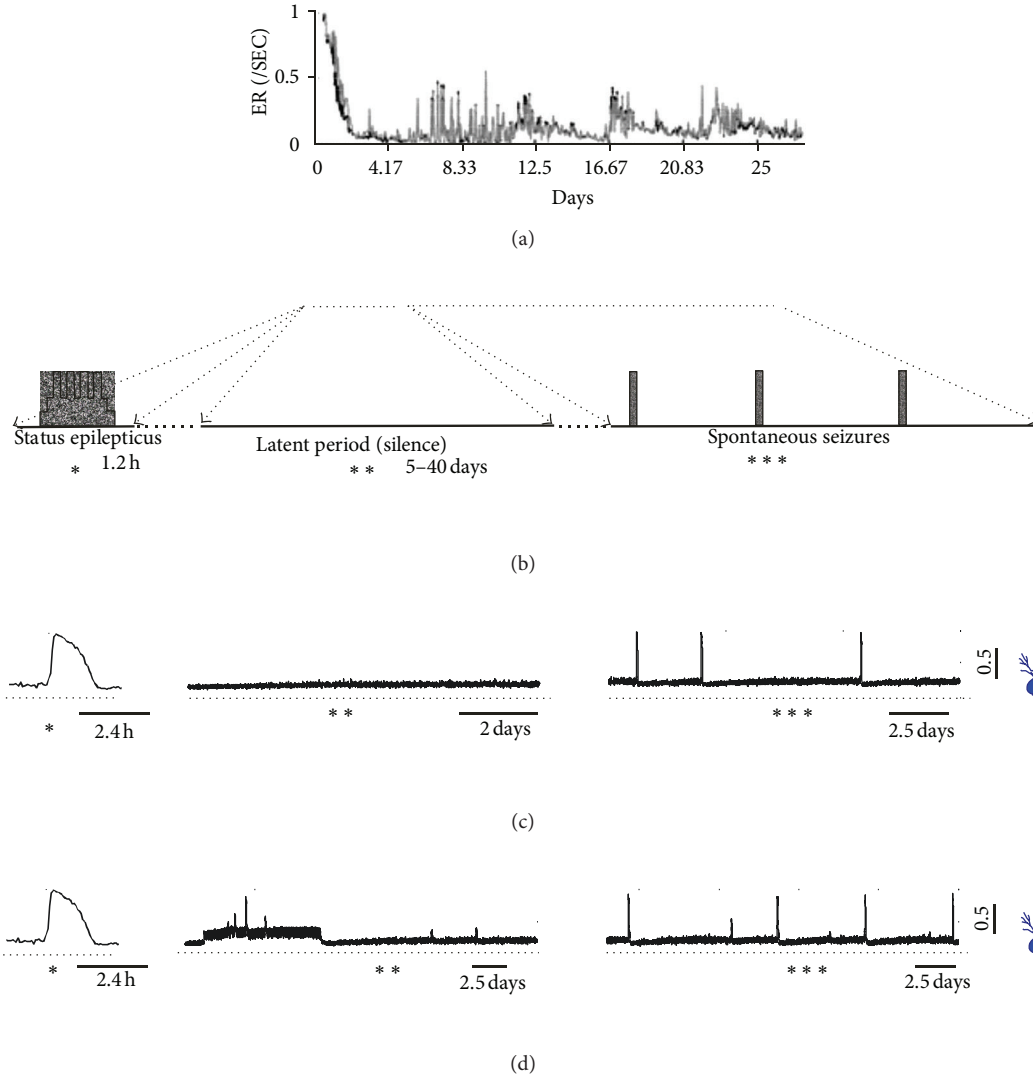 1
0.5
0
ER (/SEC)
0 4.17 8.33 12.5 16.67 20.83 25
Days
(a)
Status epilepticus
* 1.2 h
Latent period (silence)
* * 5–40 days
Spontaneous seizures
* * *
(b)
* 2.4 h
* * 2 days
* * * 2.5 days
0.5
(c)
* 2.4 h
* * 2.5 days
* * * 2.5 days
0.5
(d)